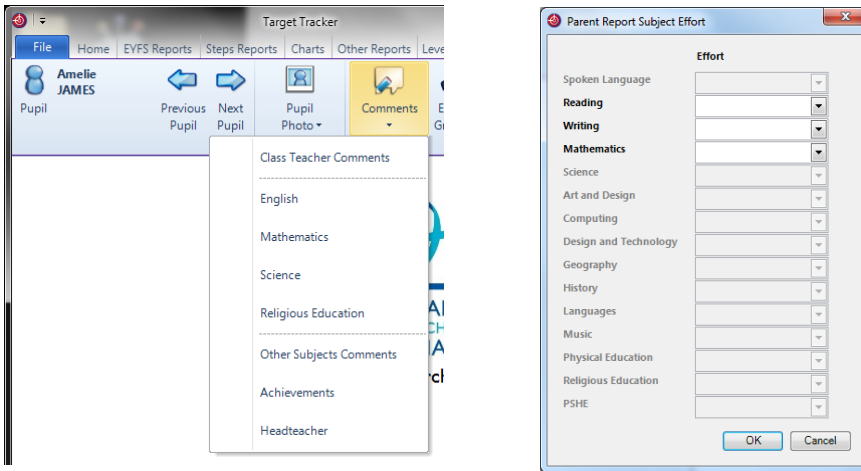 Target Tracker
File Home EYFS Reports Steps Reports Charts Other Reports Leve
Amelie
JAMES
Pupil
Previous
Pupil
Next
Pupil
Pupil
Photo
Comments
E
G
Class Teacher Comments
English
Mathematics
Science
Religious Education
Other Subjects Comments
Achievements
Headteacher
Parent Report Subject Effort
Effort
Spoken Language
Reading
Writing
Mathematics
Science
Art and Design
Computing
Design and Technology
Geography
History
Languages
Music
Physical Education
Religious Education
PSHE
OK Cancel